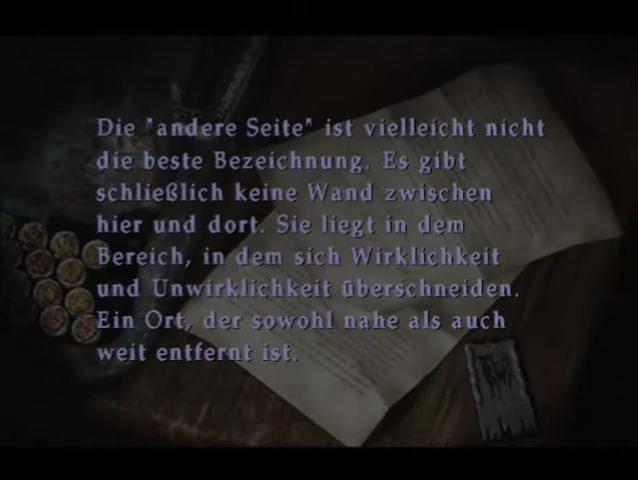 Die "andere Seite" ist vielleicht nicht
die beste Bezeichnung. Es gibt
schließlich keine Wand zwischen
hier und dort. Sie liegt in dem
Bereich, in dem sich Wirklichkeit
und Unwirklichkeit überschneiden.
Ein Ort, der sowohl nahe als auch
weit entfernt ist.